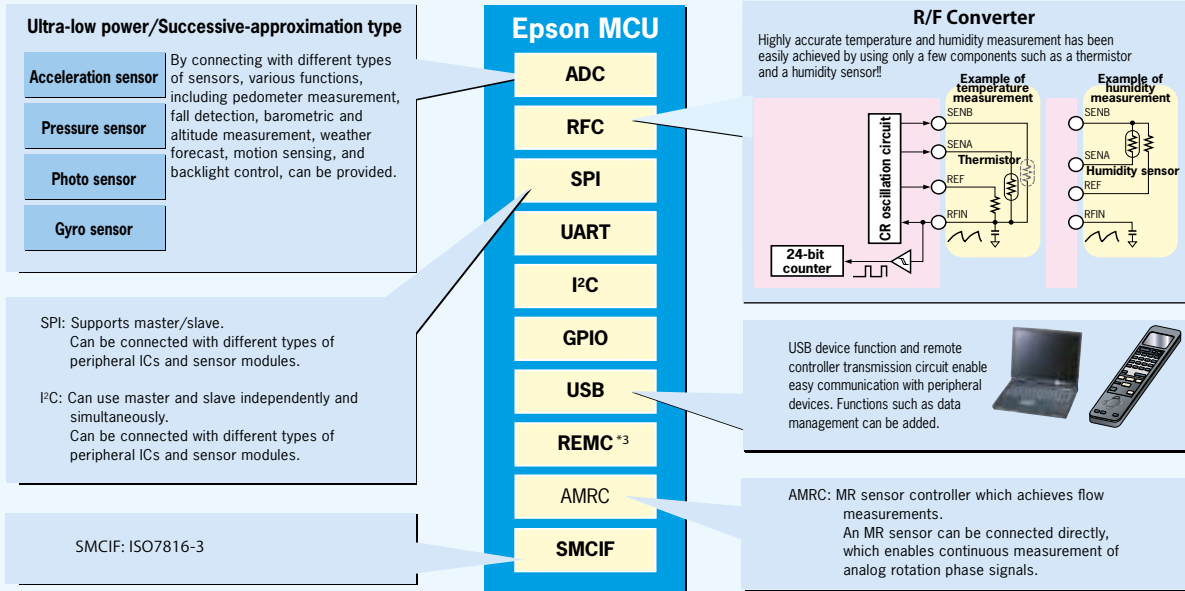 Ultra-low power/Successive-approximation type
Acceleration sensor
Pressure sensor
Photo sensor
Gyro sensor
By connecting with different types
of sensors, various functions,
including pedometer measurement,
fall detection, barometric and
altitude measurement, weather
forecast, motion sensing, and
backlight control, can be provided.
SPI: Supports master/slave.
Can be connected with different types of
peripheral ICs and sensor modules.
I²C: Can use master and slave independently and
simultaneously.
Can be connected with different types of
peripheral ICs and sensor modules.
SMCIF: ISO7816-3
Epson MCU
ADC
RFC
SPI
UART
I²C
GPIO
USB
REMC *3
AMRC
SMCIF
R/F Converter
Highly accurate temperature and humidity measurement has been
easily achieved by using only a few components such as a thermistor
and a humidity sensor!!
Example of
temperature
measurement
SENB
SENA
Thermistor
REF
RFIN
CR oscillation circuit
24-bit
counter
Example of
humidity
measurement
SENB
SENA
Humidity sensor
REF
RFIN
USB device function and remote
controller transmission circuit enable
easy communication with peripheral
devices. Functions such as data
management can be added.
AMRC: MR sensor controller which achieves flow
measurements.
An MR sensor can be connected directly,
which enables continuous measurement of
analog rotation phase signals.